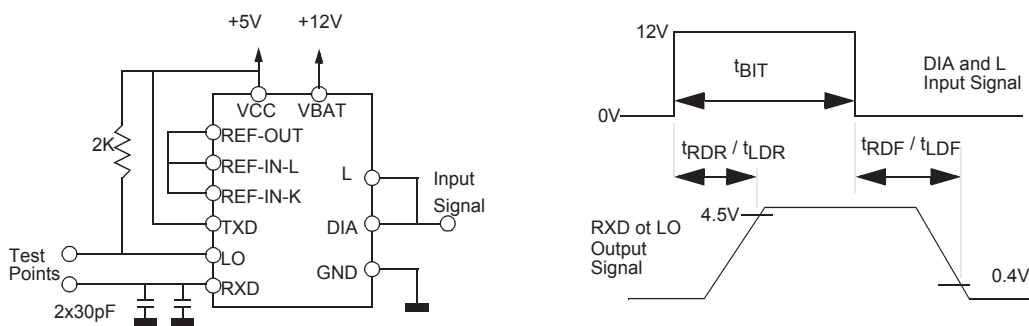 +5V
+12V
VCC
VBAT
2K
REF-OUT
REF-IN-L
REF-IN-K
TXD
LO
RXD
L
DIA
GND
Input
Signal
Test
Points
2x30pF
12V
0V
tBIT
DIA and L
Input Signal
tRDR / tLDR
tRDF / tLDF
4.5V
0.4V
RXD ot LO
Output
Signal